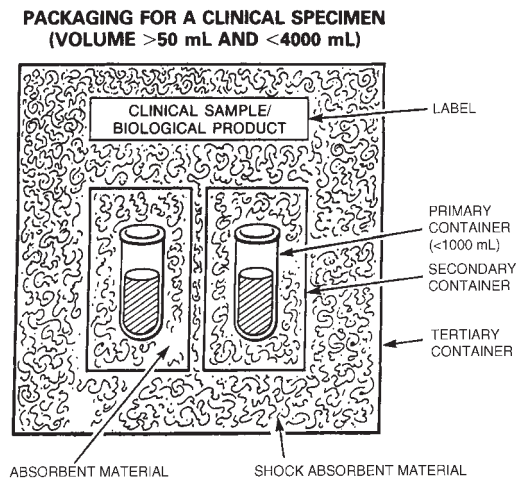 PACKAGING FOR A CLINICAL SPECIMEN
(VOLUME >50 mL AND <4000 mL)
CLINICAL SAMPLE/
BIOLOGICAL PRODUCT
LABEL
PRIMARY
CONTAINER
(<1000 mL)
SECONDARY
CONTAINER
TERTIARY
CONTAINER
ABSORBENT MATERIAL
SHOCK ABSORBENT MATERIAL